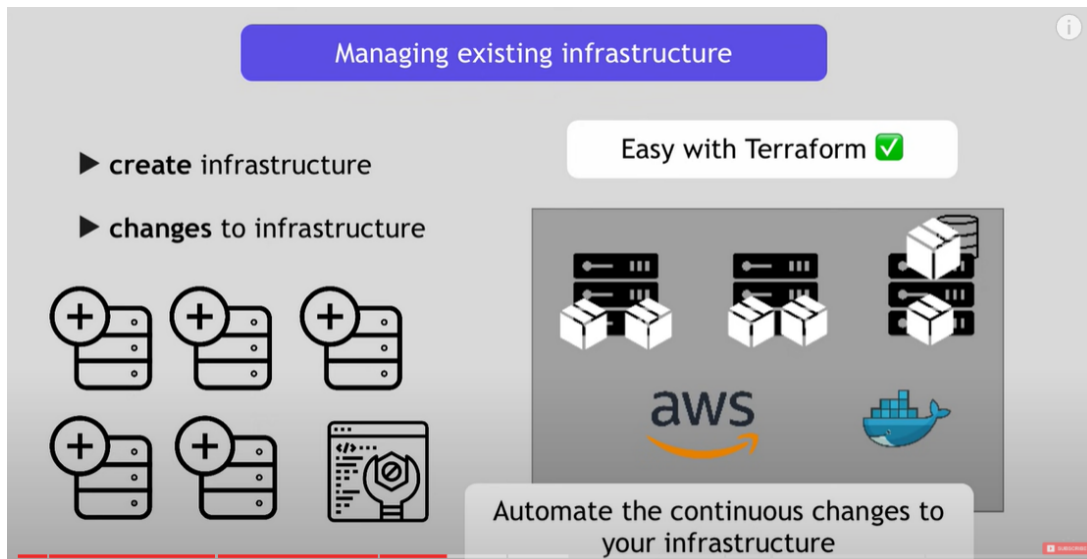 Managing existing infrastructure
create infrastructure
changes to infrastructure
Easy with Terraform
aws
Automate the continuous changes to
your infrastructure
SUBSCRIBE